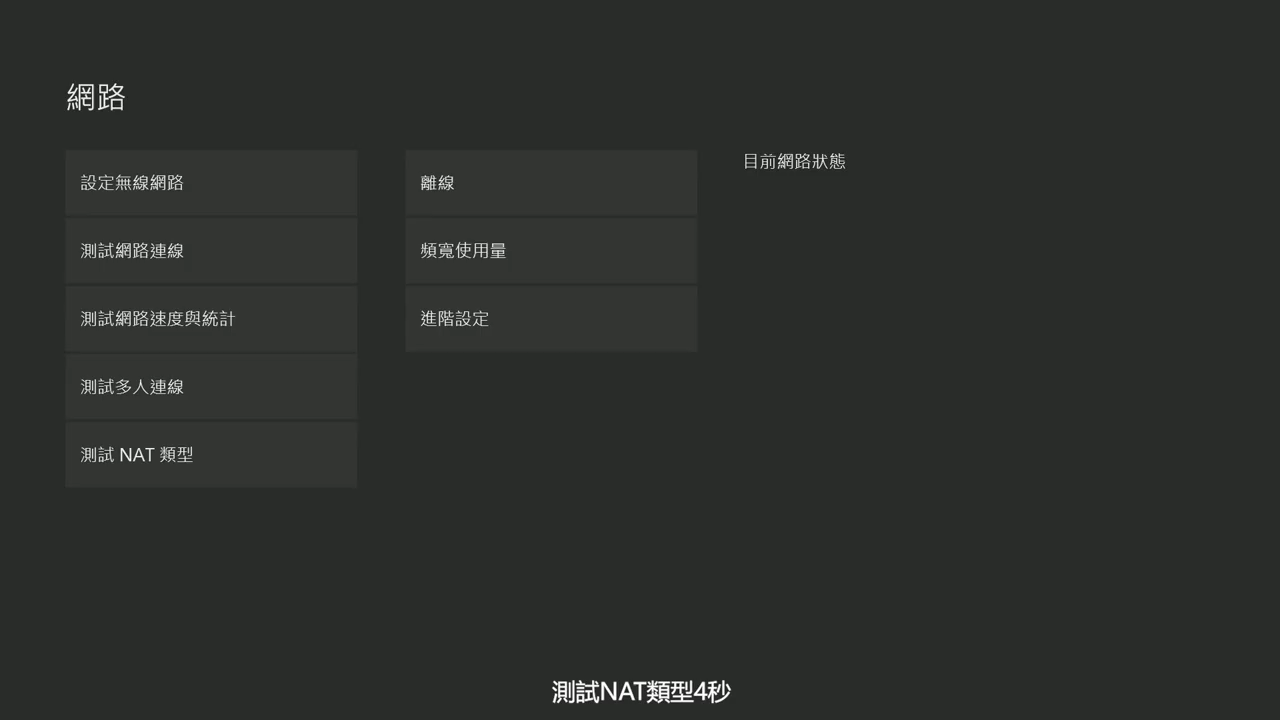 網路
設定無線網路
測試網路連線
測試網路速度與統計
測試多人連線
測試 NAT 類型
離線
頻寬使用量
進階設定
目前網路狀態
測試NAT類型4秒